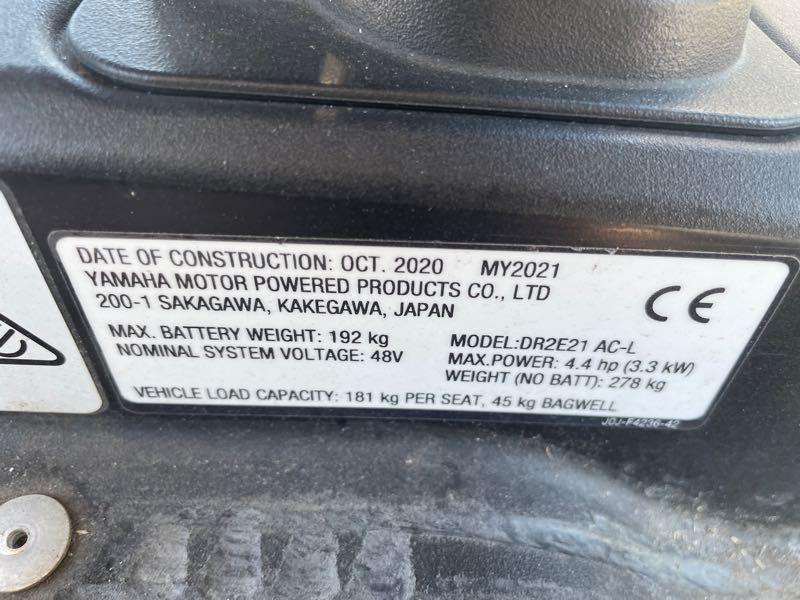 DATE OF CONSTRUCTION: OCT. 2020 MY2021
YAMAHA MOTOR POWERED PRODUCTS CO., LTD
200-1 SAKAGAWA, KAKEGAWA, JAPAN
CE
MAX. BATTERY WEIGHT: 192 kg
NOMINAL SYSTEM VOLTAGE: 48V
MODEL:DR2E21 AC-L
MAX.POWER: 4.4 hp (3.3 kW)
WEIGHT (NO BATT): 278 kg
VEHICLE LOAD CAPACITY: 181 kg PER SEAT, 45 kg BAGWELL
J0J-F4236-42